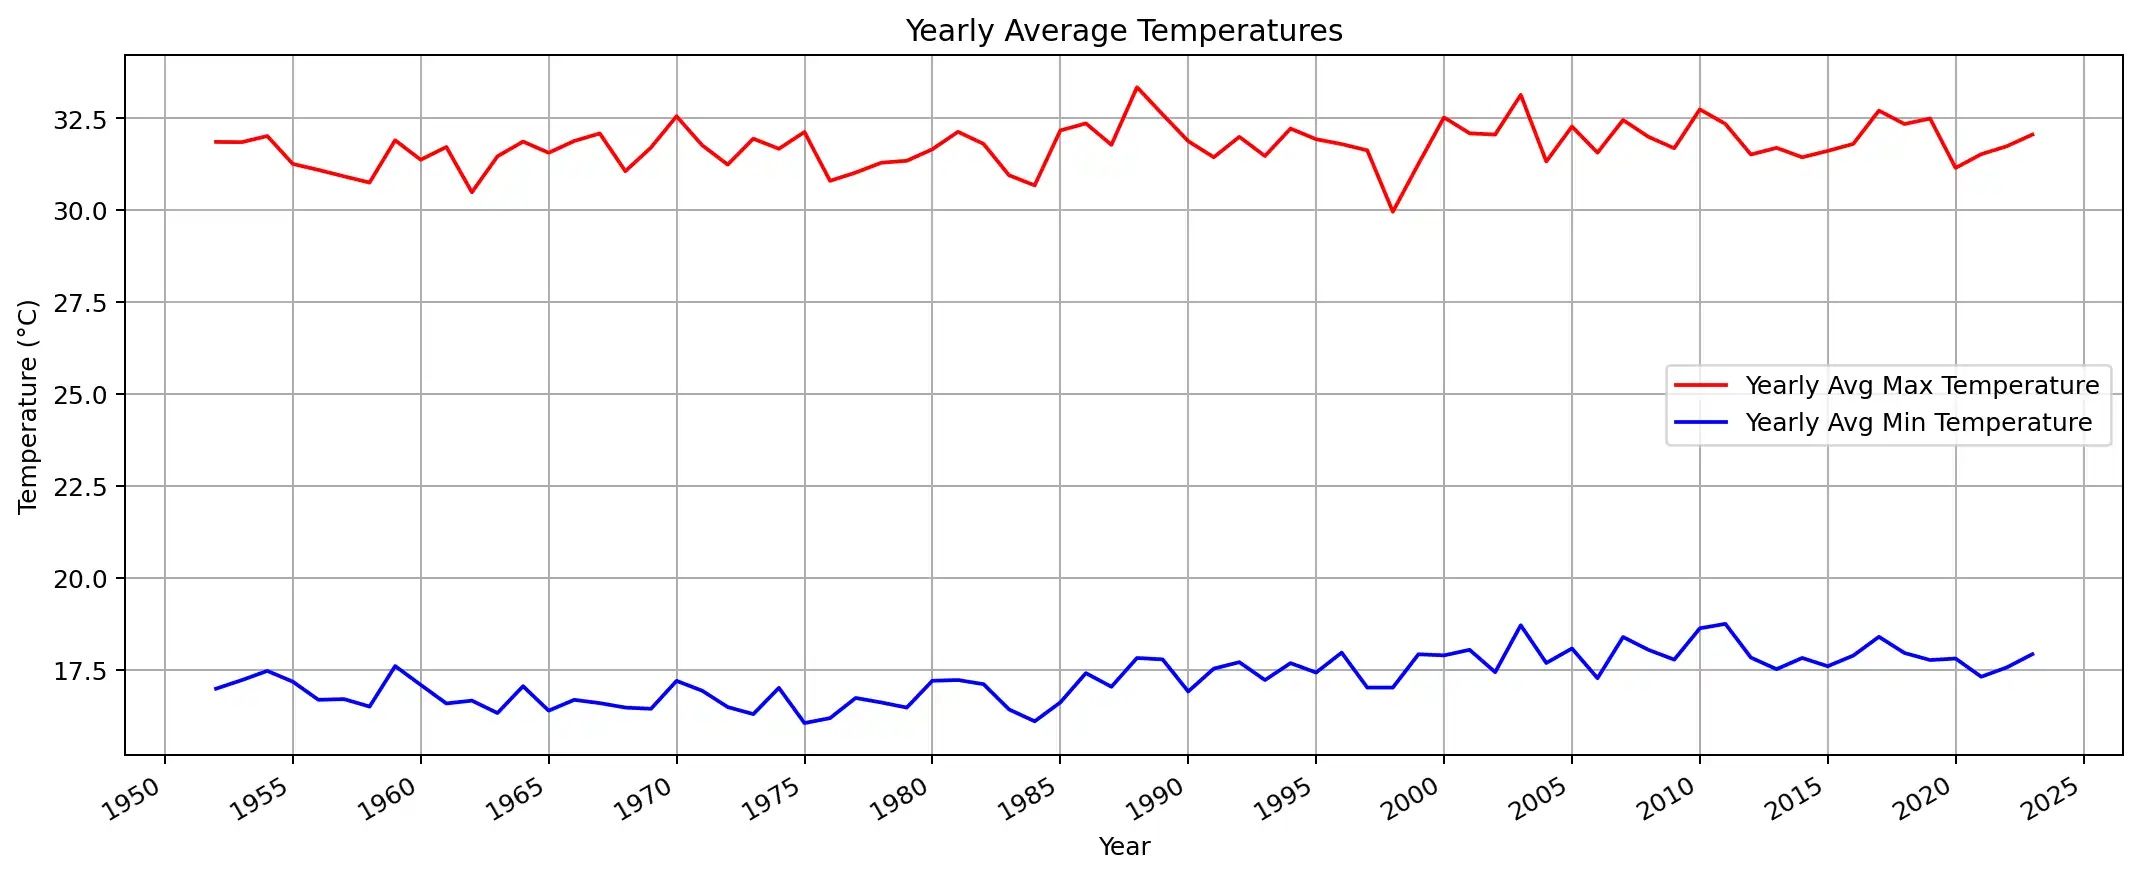 Yearly Average Temperatures
Temperature (°C)
32.5
30.0
27.5
25.0
22.5
20.0
17.5
Yearly Avg Max Temperature
Yearly Avg Min Temperature
1950 1955 1960 1965 1970 1975 1980 1985 1990 1995 2000 2005 2010 2015 2020 2025
Year